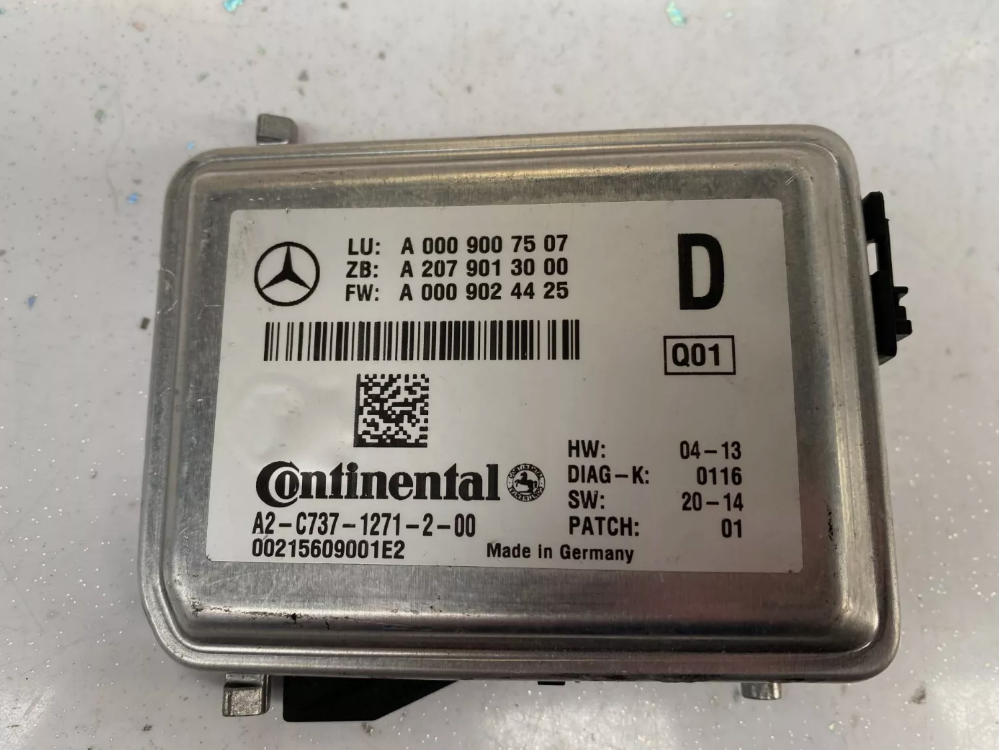 LU: A 000 900 75 07
ZB: A 207 901 30 00
FW: A 000 902 44 25
D
Q01
Continental
A2-C737-1271-2-00
00215609001E2
HW: 04-13
DIAG-K: 0116
SW: 20-14
PATCH: 01
Made in Germany